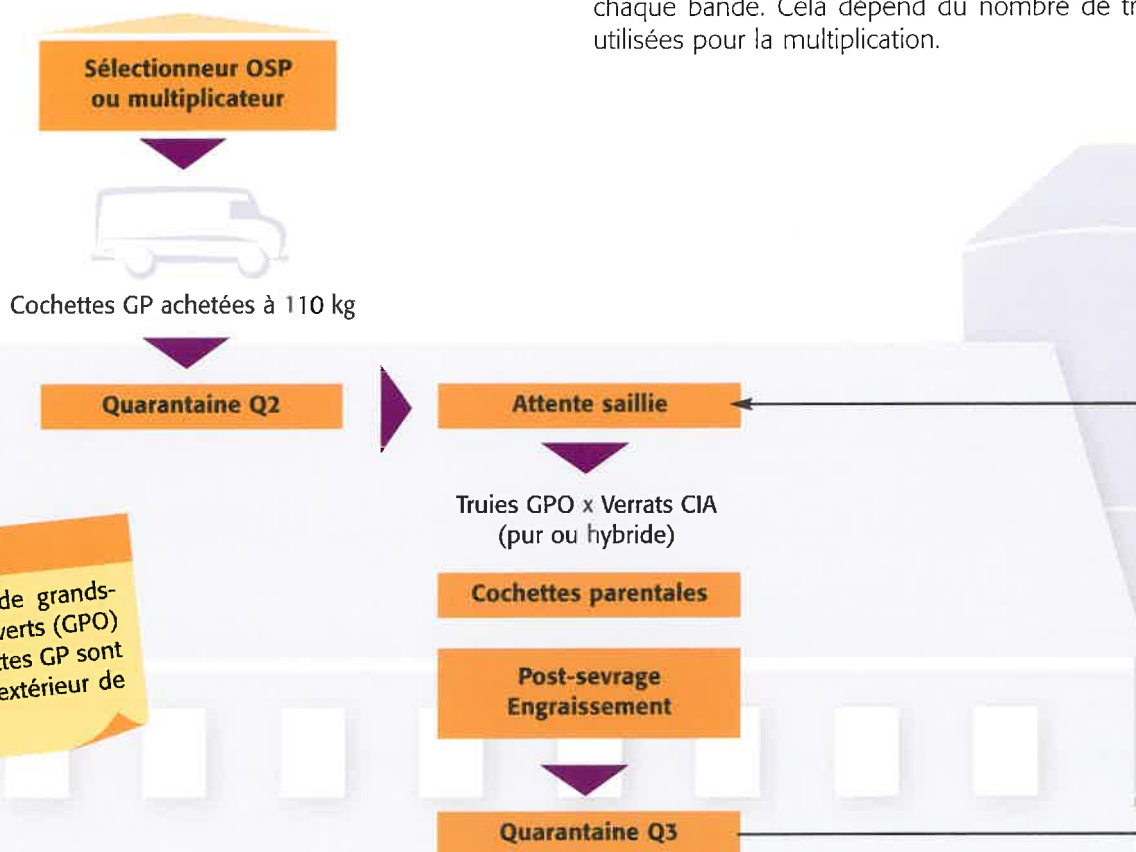 chaque bande. Cela dépend du nombre de
utilisées pour la multiplication.
Sélectionneur OSP
ou multiplicateur
Cochettes GP achetées à 110 kg
Quarantaine Q2
Attente saillie
Truies GPO x Verrats CIA
(pur ou hybride)
Cochettes parentales
Post-sevrage
Engraissement
Quarantaine Q3
de grands-
verts (GPO)
ttes GP sont
extérieur de